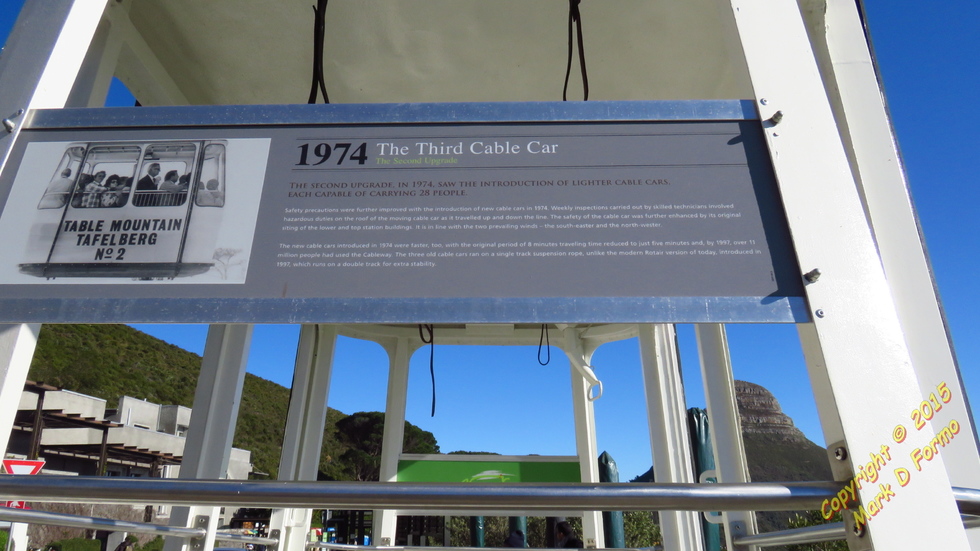 1974 The Third Cable Car
The Second Upgrade
THE SECOND UPGRADE, IN 1974, SAW THE INTRODUCTION OF LIGHTER CABLE CARS,
EACH CAPABLE OF CARRYING 28 PEOPLE
Safety precautions were further improved with the introduction of new cable cars in 1974. Weekly inspections carried out by skilled technicians involved
hazardous duties on the roof of the moving cable car as it travelled up and down the line. The safety of the cable car was further enhanced by its original
siting of the lower and top station buildings. It is in line with the two prevailing winds – the south-easter and the north-wester.
The new cable cars introduced in 1974 were faster, too, with the original period of 8 minutes traveling time reduced to just five minutes and, by 1997, over 11
million people had used the Cableway. The three old cable cars ran on a single track suspension rope, unlike the modern Rotair version of today, introduced in
1997, which runs on a double track for extra stability.
TABLE MOUNTAIN
TAFELBERG
No 2
Copyright © 2015
Mark D Formo